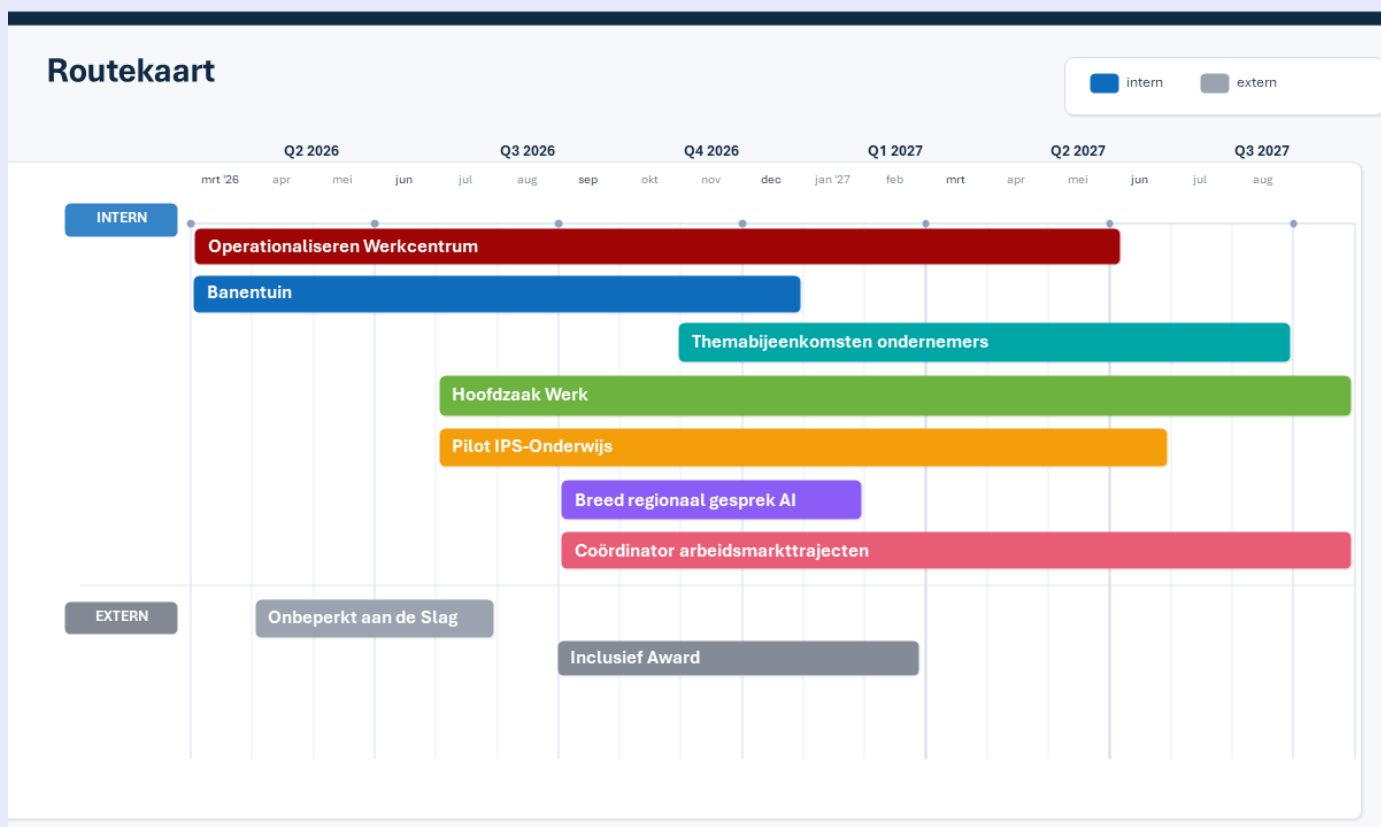 Routekaart
intern extern
Q2 2026 Q3 2026 Q4 2026 Q1 2027 Q2 2027 Q3 2027
mrt '26 apr mei jun jul aug sep okt nov dec jan '27 feb mrt apr mei jun jul aug
INTERN
Operationaliseren Werkcentrum
Banentuin
Themabijeenkomsten ondernemers
Hoofdzaak Werk
Pilot IPS-Onderwijs
Breed regionaal gesprek AI
Coördinator arbeidsmarkttrajecten
EXTERN
Onbeperkt aan de Slag
Inclusief Award